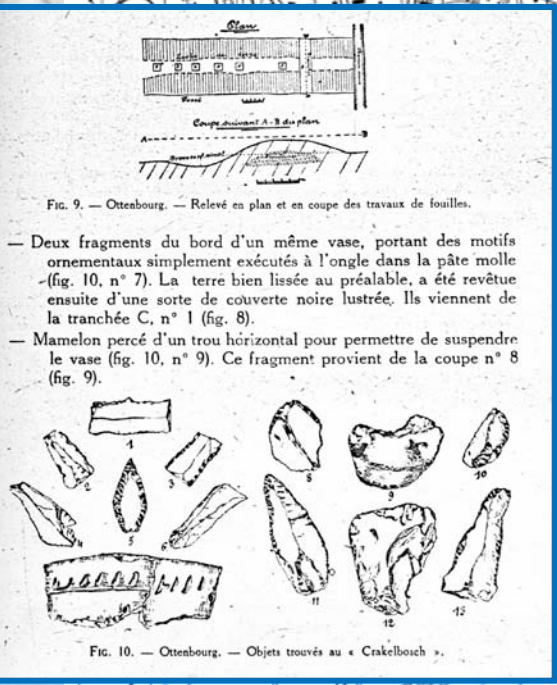 Plan
Fossé
Coupe suivant A-B du plan
A
B
FIG. 9. — Ottenbourg. — Relevé en plan et en coupe des travaux de fouilles.
— Deux fragments du bord d'un même vase, portant des motifs
ornementaux simplement exécutés à l'ongle dans la pâte molle
(fig. 10, n° 7). La terre bien lissée au préalable, a été revêtue
ensuite d'une sorte de couverte noire lustrée. Ils viennent de
la tranchée C, n° 1 (fig. 8).
— Mamelon percé d'un trou horizontal pour permettre de suspendre
le vase (fig. 10, n° 9). Ce fragment provient de la coupe n° 8
(fig. 9).
1
2
3
4
5
6
8
9
10
11
12
13
FIG. 10. — Ottenbourg. — Objets trouvés au « Crakelbosch ».